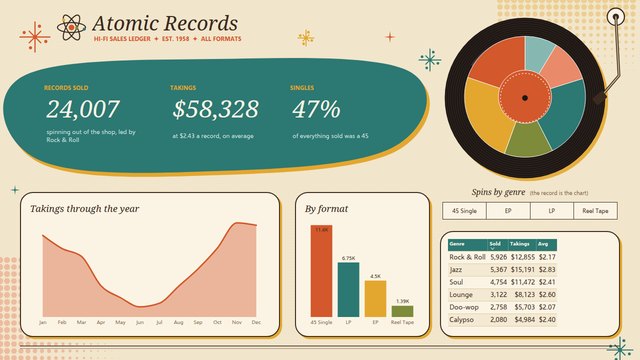 Atomic Records
HI-FI SALES LEDGER + EST. 1958 + ALL FORMATS
RECORDS SOLD
24,007
spinning out of the shop, led by
Rock & Roll
TAKINGS
$58,328
at $2.43 a record, on average
SINGLES
47%
of everything sold was a 45
Spins by genre (the record is the chart)
45 Single EP LP Reel Tape
Takings through the year
Jan Feb Mar Apr May Jun Jul Aug Sep Oct Nov Dec
By format
11.4K
6.75K
4.5K
1.39K
45 Single LP EP Reel Tape
Genre Sold Takings Avg
Rock & Roll 5,926 $12,855 $2.17
Jazz 5,367 $15,191 $2.83
Soul 4,754 $11,472 $2.41
Lounge 3,122 $8,123 $2.60
Doo-wop 2,758 $5,703 $2.07
Calypso 2,080 $4,984 $2.40